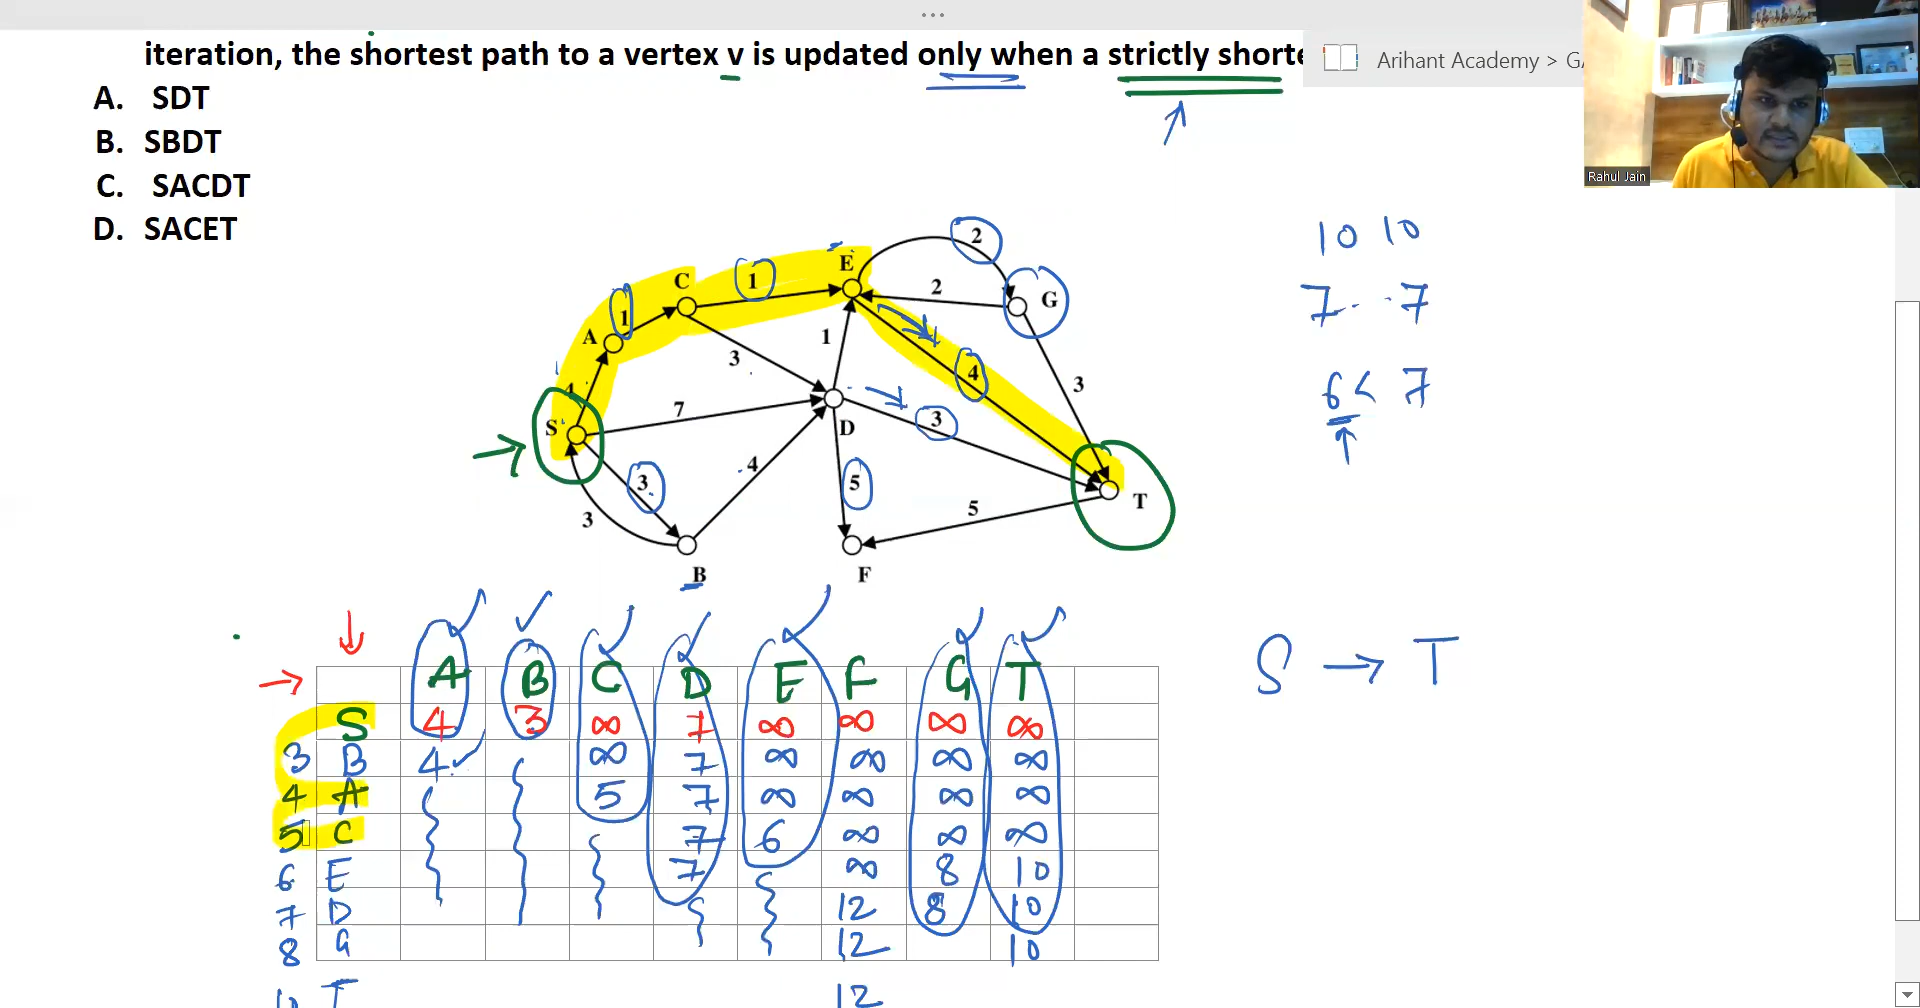 iteration, the shortest path to a vertex v is updated only when a strictly shorte
Arihant Academy > GA
A. SDT
B. SBDT
C. SACDT
D. SACET
Rahul Jain
2
10 10
E
C
1
2
G
7 7
1
A
1
3
4
3
6 < 7
4
7
3
S
D
3
4
5
T
3
5
B
F
A B C D E F G T
S 4 3 ∞ 7 ∞ ∞ ∞ ∞
3 B 4 ∞ 7 ∞ ∞ ∞ ∞
4 A 5 7 ∞ ∞ ∞ ∞
5 C 7 6 ∞ ∞ ∞
6 E 7 ∞ 8 10
7 D 12 8 10
8 G 12 10
10 T 12
S → T